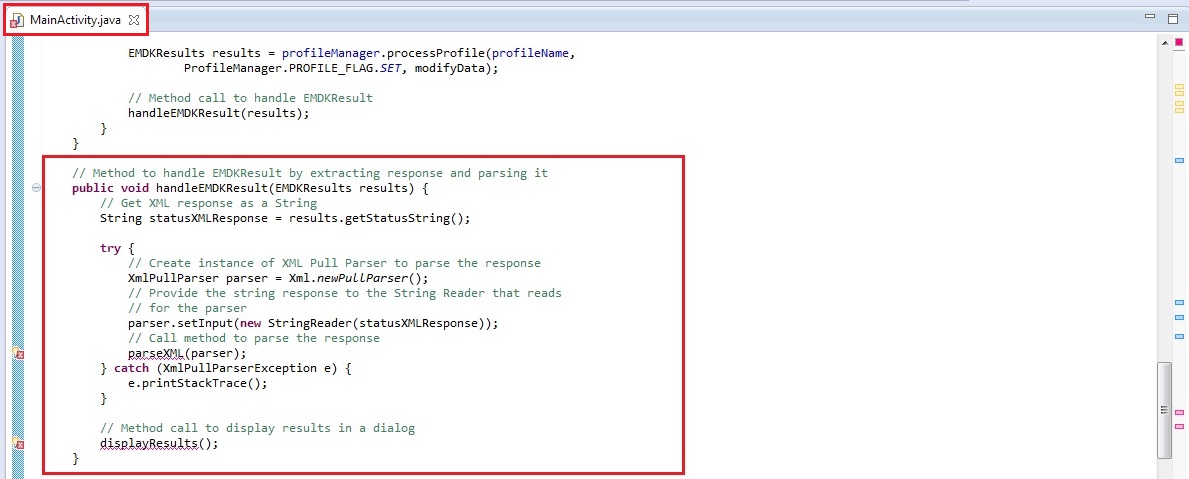 MainActivity.java
EMDKResults results = profileManager.processProfile(profileName,
ProfileManager.PROFILE_FLAG.SET, modifyData);
// Method call to handle EMDKResult
handleEMDKResult(results);
}
}
// Method to handle EMDKResult by extracting response and parsing it
public void handleEMDKResult(EMDKResults results) {
// Get XML response as a String
String statusXMLResponse = results.getStatusString();
try {
// Create instance of XML Pull Parser to parse the response
XmlPullParser parser = Xml.newPullParser();
// Provide the string response to the String Reader that reads
// for the parser
parser.setInput(new StringReader(statusXMLResponse));
// Call method to parse the response
parseXML(parser);
} catch (XmlPullParserException e) {
e.printStackTrace();
}
// Method call to display results in a dialog
displayResults();
}